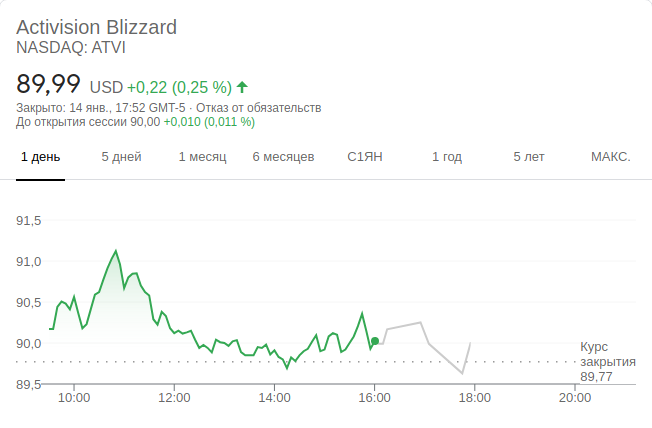 Activision Blizzard
NASDAQ: ATVI
89,99 USD +0,22 (0,25 %)
Закрыто: 14 янв., 17:52 GMT-5 · Отказ от обязательств
До открытия сессии 90,00 +0,010 (0,011 %)
1 день 5 дней 1 месяц 6 месяцев С1ЯН 1 год 5 лет МАКС.
91,5
91,0
90,5
90,0
89,5
Курс
закрытия
89,77
10:00 12:00 14:00 16:00 18:00 20:00